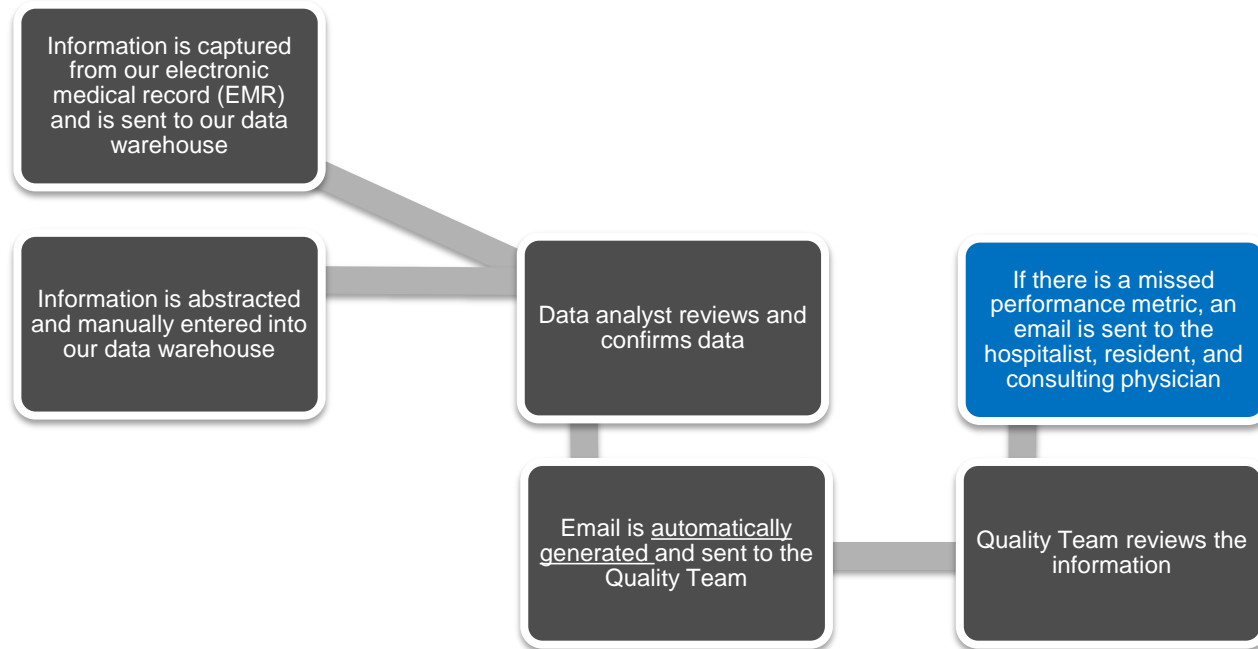 Information is captured
from our electronic
medical record (EMR)
and is sent to our data
warehouse
Information is abstracted
and manually entered into
our data warehouse
Data analyst reviews and
confirms data
Email is automatically
generated and sent to the
Quality Team
Quality Team reviews the
information
If there is a missed
performance metric, an
email is sent to the
hospitalist, resident, and
consulting physician